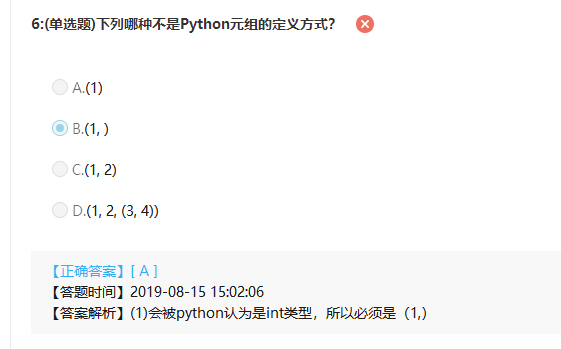 6:(单选题)下列哪种不是Python元组的定义方式？
A.(1)
B.(1, )
C.(1, 2)
D.(1, 2, (3, 4))
【正确答案】[ A ]
【答题时间】2019-08-15 15:02:06
【答案解析】(1)会被python认为是int类型，所以必须是（1,）